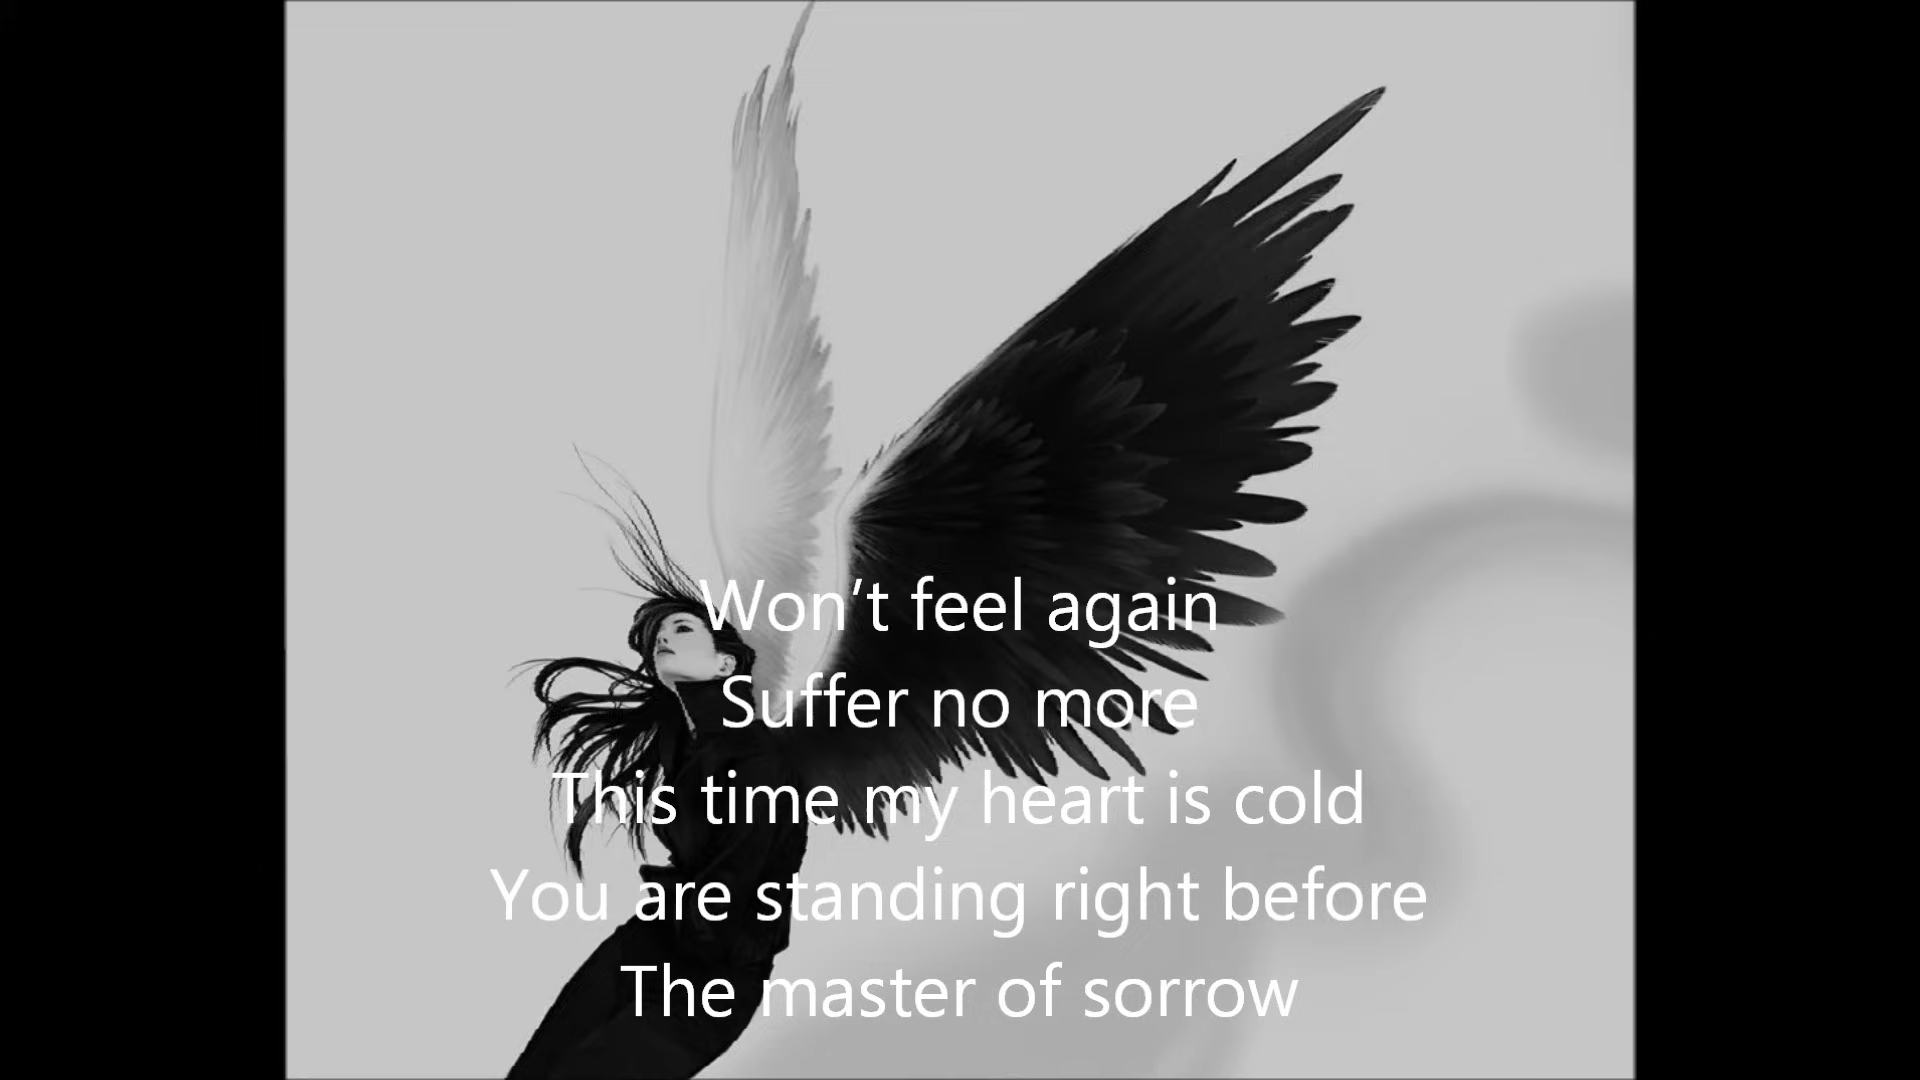 Won’t feel again
Suffer no more
This time my heart is cold
You are standing right before
The master of sorrow